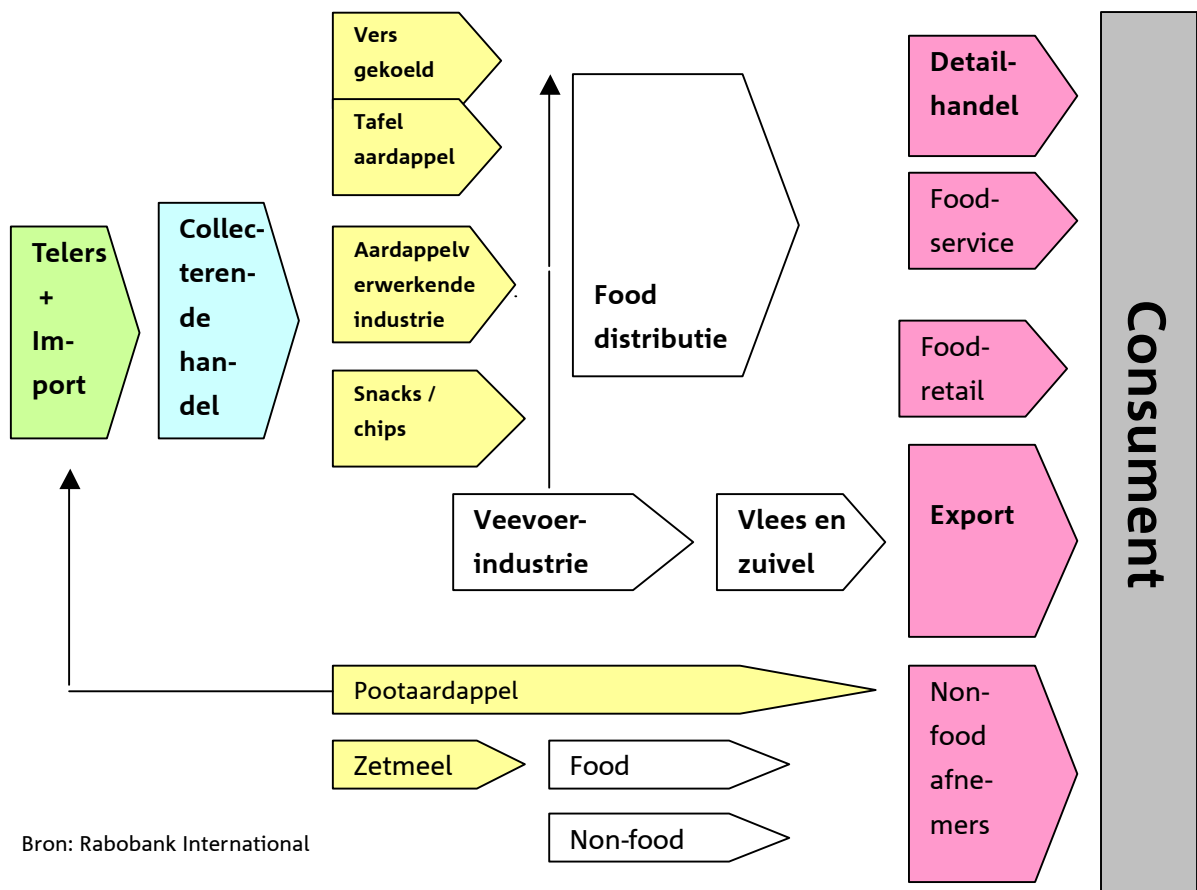 Telers
+
Im-
port
Collec-
teren-
de
han-
del
Vers
gekoeld
Tafel
aardappel
Aardappelv
erwerkende
industrie
Snacks /
chips
Food
distributie
Veevoer-
industrie
Vlees en
zuivel
Pootaardappel
Zetmeel
Food
Non-food
Detail-
handel
Food-
service
Food-
retail
Export
Non-
food
afne-
mers
Consument
Bron: Rabobank International